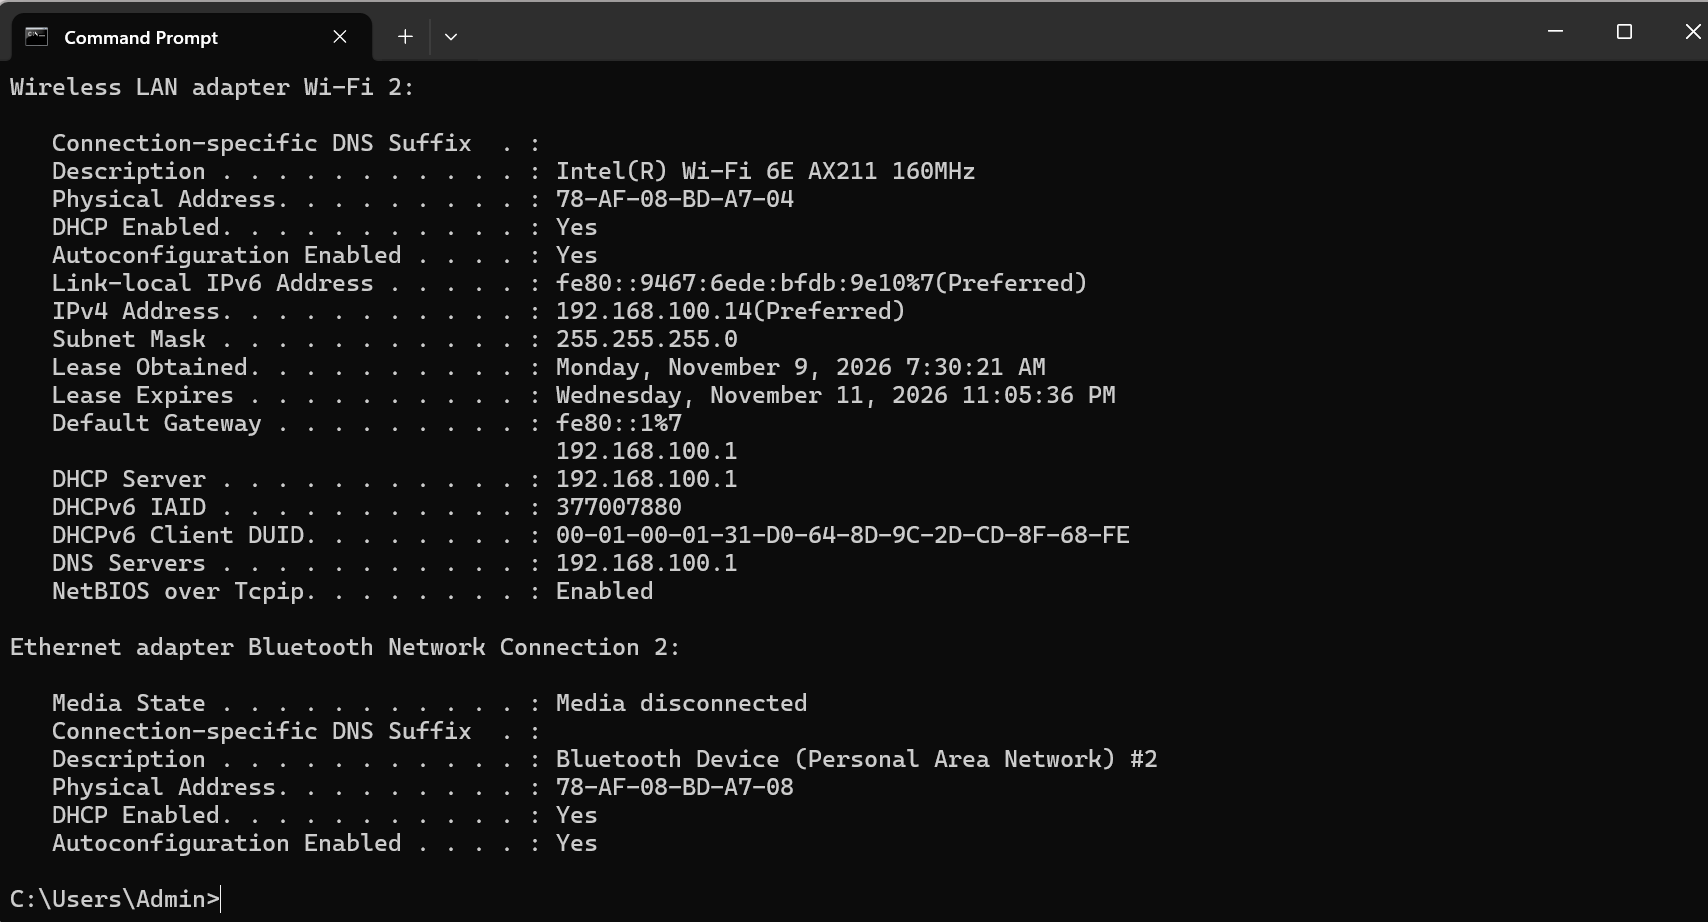 Command Prompt
Wireless LAN adapter Wi-Fi 2:
Connection-specific DNS Suffix  . :
Description . . . . . . . . . . . : Intel(R) Wi-Fi 6E AX211 160MHz
Physical Address. . . . . . . . . : 78-AF-08-BD-A7-04
DHCP Enabled. . . . . . . . . . . : Yes
Autoconfiguration Enabled . . . . : Yes
Link-local IPv6 Address . . . . . : fe80::9467:6ede:bfdb:9e10%7(Preferred)
IPv4 Address. . . . . . . . . . . : 192.168.100.14(Preferred)
Subnet Mask . . . . . . . . . . . : 255.255.255.0
Lease Obtained. . . . . . . . . . : Monday, November 9, 2026 7:30:21 AM
Lease Expires . . . . . . . . . . : Wednesday, November 11, 2026 11:05:36 PM
Default Gateway . . . . . . . . . : fe80::1%7
192.168.100.1
DHCP Server . . . . . . . . . . . : 192.168.100.1
DHCPv6 IAID . . . . . . . . . . . : 377007880
DHCPv6 Client DUID. . . . . . . . : 00-01-00-01-31-D0-64-8D-9C-2D-CD-8F-68-FE
DNS Servers . . . . . . . . . . . : 192.168.100.1
NetBIOS over Tcpip. . . . . . . . : Enabled
Ethernet adapter Bluetooth Network Connection 2:
Media State . . . . . . . . . . . : Media disconnected
Connection-specific DNS Suffix  . :
Description . . . . . . . . . . . : Bluetooth Device (Personal Area Network) #2
Physical Address. . . . . . . . . : 78-AF-08-BD-A7-08
DHCP Enabled. . . . . . . . . . . : Yes
Autoconfiguration Enabled . . . . : Yes
C:\Users\Admin>